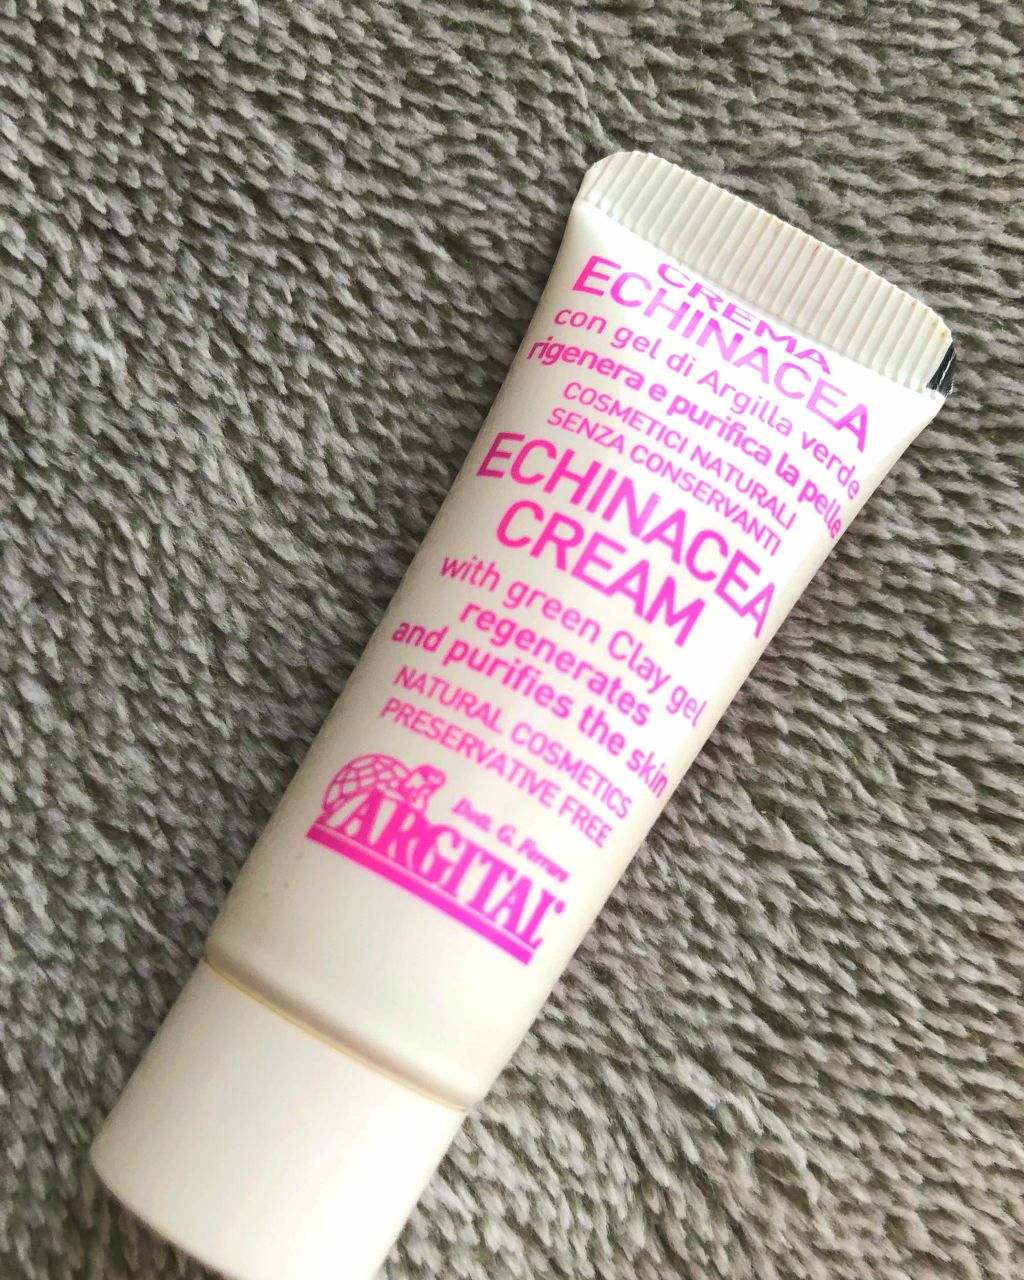 CREMA
ECHINACEA
con gel di Argilla verde
rigenera e purifica la pelle
COSMETICI NATURALI
SENZA CONSERVANTI
ECHINACEA
CREAM
with green Clay gel
regenerates
and purifies the skin
NATURAL COSMETICS
PRESERVATIVE FREE
Dott. G. Ferraro
ARGITAL®